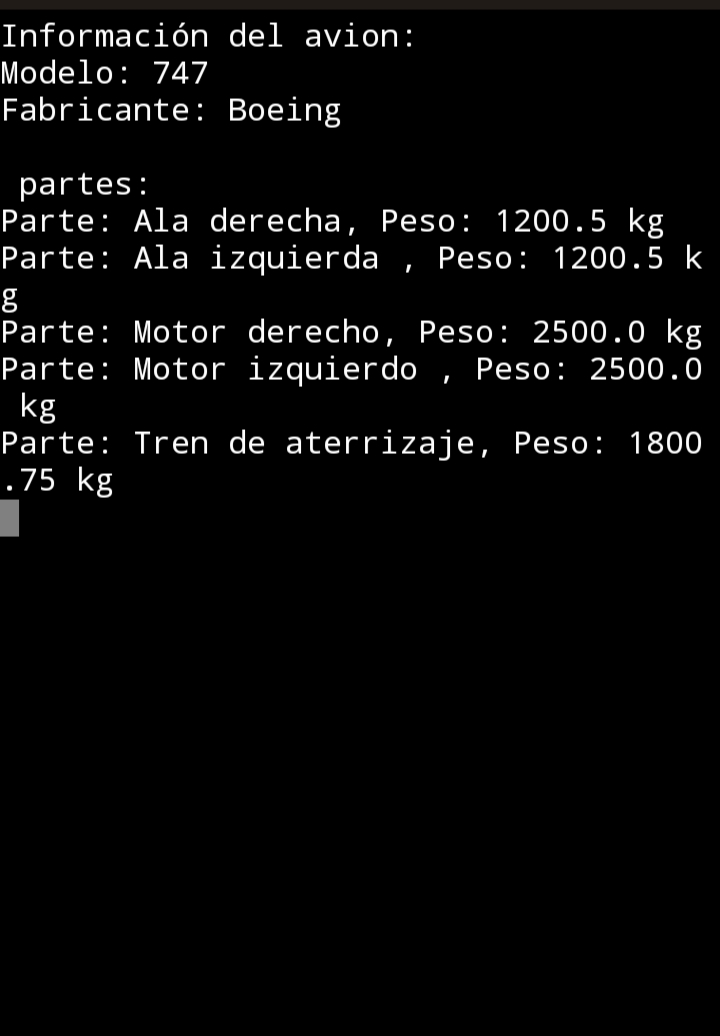 Información del avion:
Modelo: 747
Fabricante: Boeing
 partes:
Parte: Ala derecha, Peso: 1200.5 kg
Parte: Ala izquierda , Peso: 1200.5 k
g
Parte: Motor derecho, Peso: 2500.0 kg
Parte: Motor izquierdo , Peso: 2500.0
 kg
Parte: Tren de aterrizaje, Peso: 1800
.75 kg